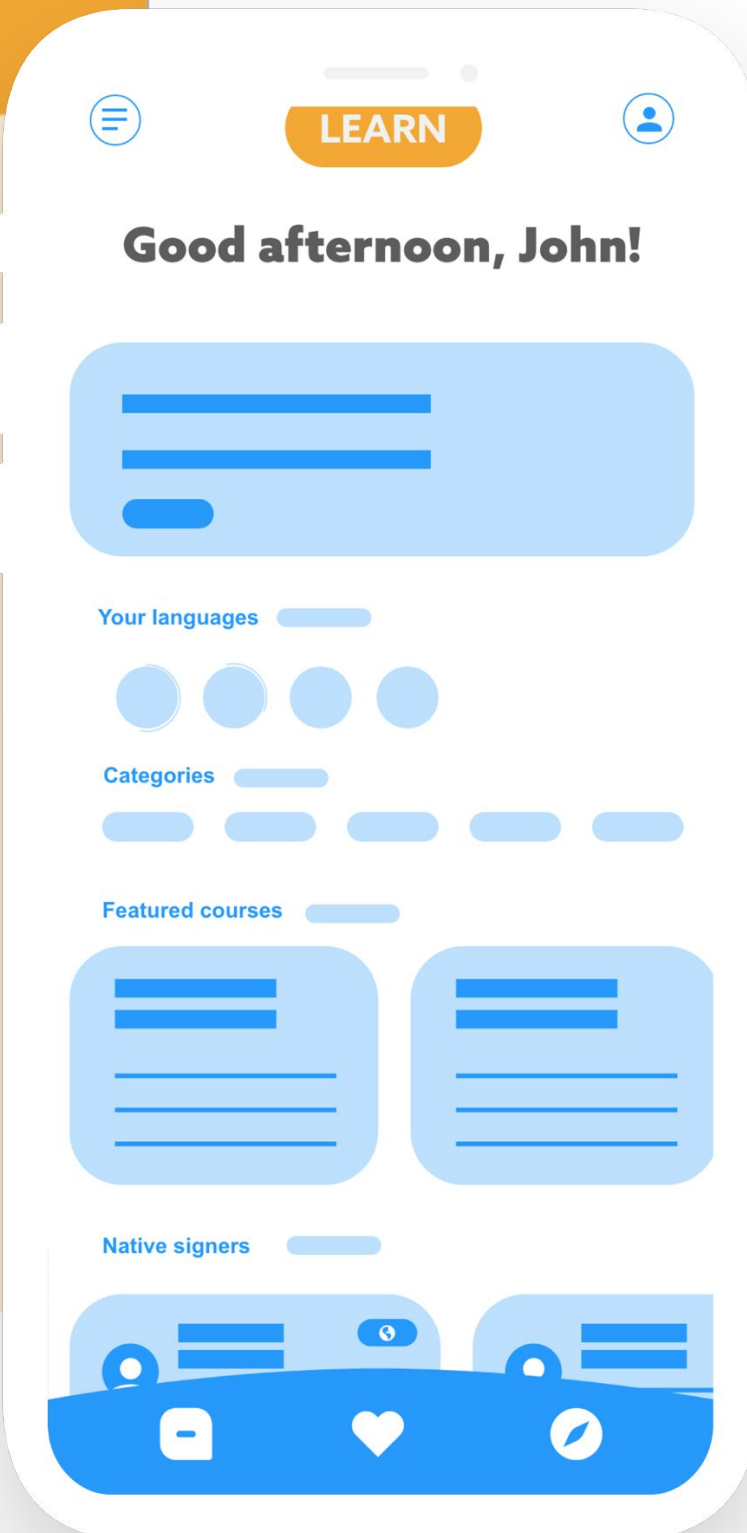 LEARN
Good afternoon, John!
Your languages
Categories
Featured courses
Native signers